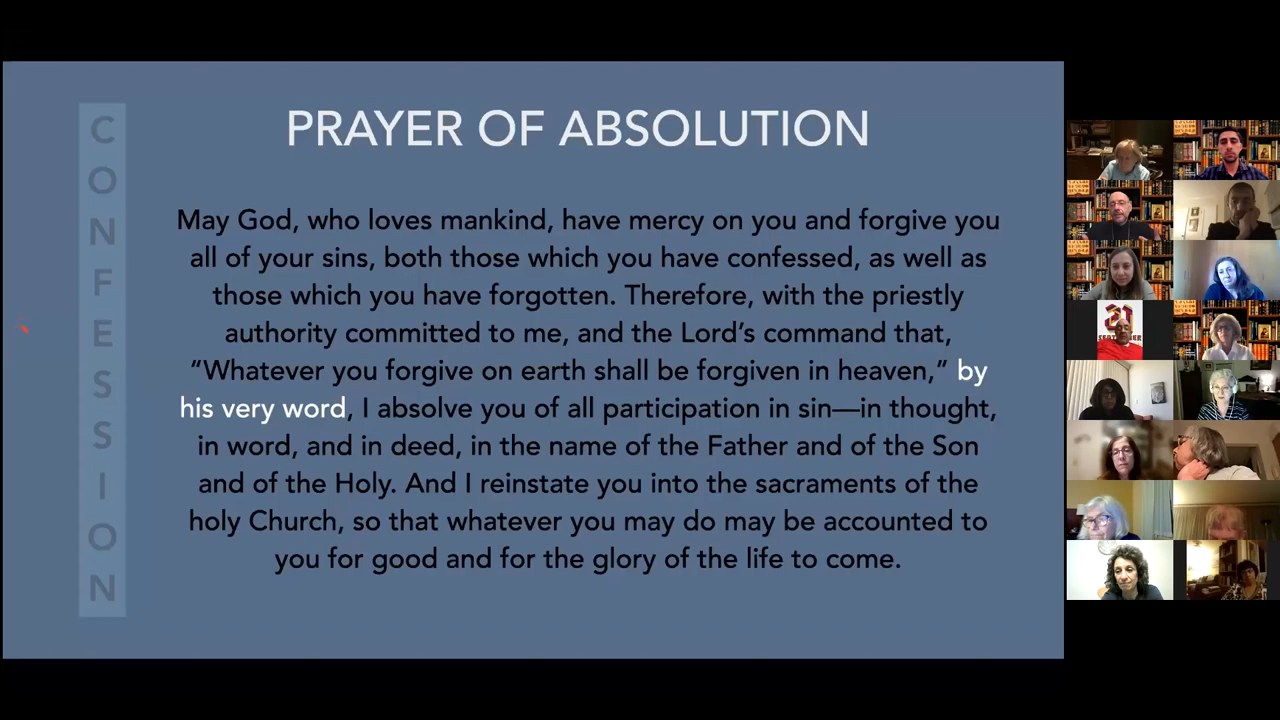 CONFESSION
PRAYER OF ABSOLUTION
May God, who loves mankind, have mercy on you and forgive you
all of your sins, both those which you have confessed, as well as
those which you have forgotten. Therefore, with the priestly
authority committed to me, and the Lord’s command that,
“Whatever you forgive on earth shall be forgiven in heaven,” by
his very word, I absolve you of all participation in sin—in thought,
in word, and in deed, in the name of the Father and of the Son
and of the Holy. And I reinstate you into the sacraments of the
holy Church, so that whatever you may do may be accounted to
you for good and for the glory of the life to come.